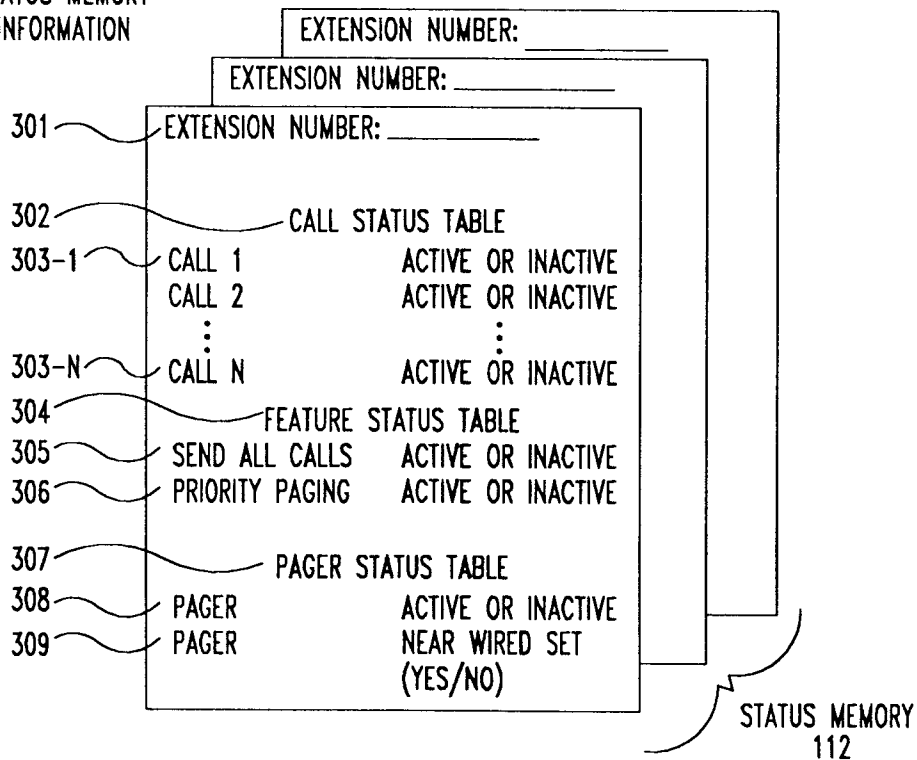 NFORMATION
EXTENSION NUMBER:
EXTENSION NUMBER:
301 EXTENSION NUMBER:
302 CALL STATUS TABLE
303-1 CALL 1 ACTIVE OR INACTIVE
CALL 2 ACTIVE OR INACTIVE
303-N CALL N ACTIVE OR INACTIVE
304 FEATURE STATUS TABLE
305 SEND ALL CALLS ACTIVE OR INACTIVE
306 PRIORITY PAGING ACTIVE OR INACTIVE
307 PAGER STATUS TABLE
308 PAGER ACTIVE OR INACTIVE
309 PAGER NEAR WIRED SET
(YES/NO)
STATUS MEMORY
112